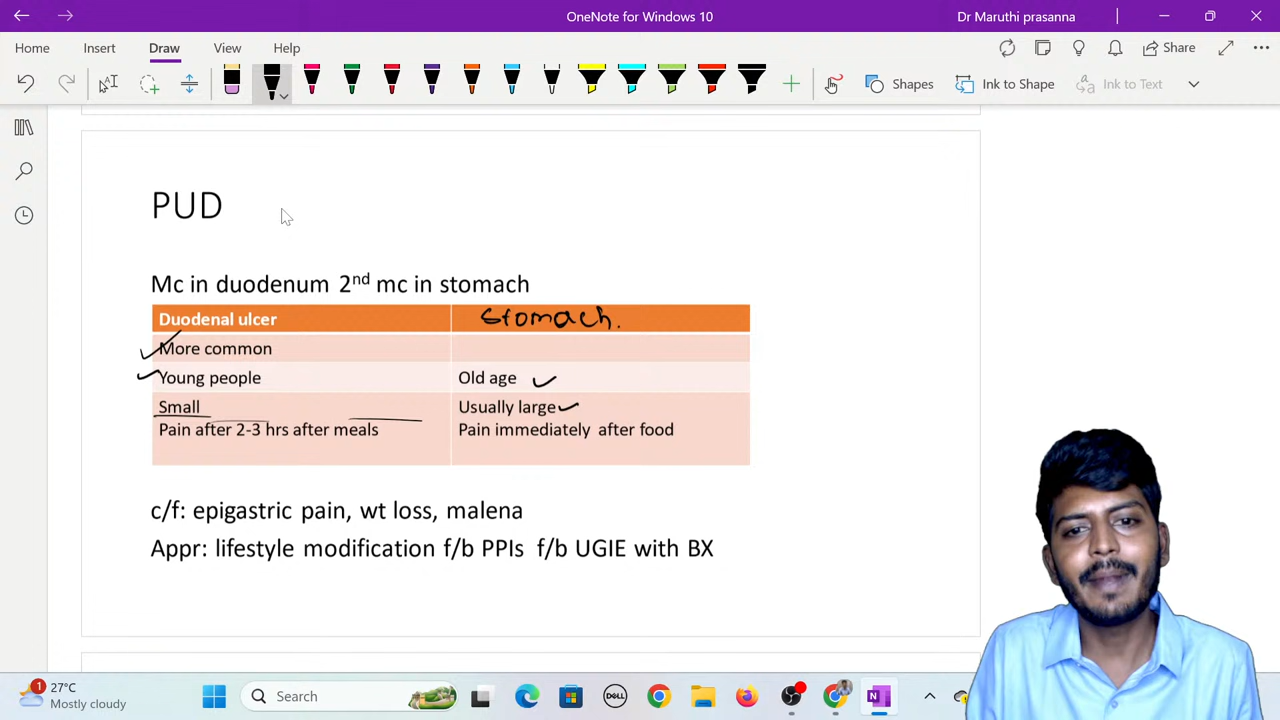 OneNote for Windows 10
Dr Maruthi prasanna
Home Insert Draw View Help
Share
Shapes
Ink to Shape
Ink to Text
PUD
Mc in duodenum 2nd mc in stomach
Duodenal ulcer stomach.
More common
Young people Old age
Small Usually large
Pain after 2-3 hrs after meals Pain immediately after food
c/f: epigastric pain, wt loss, malena
Appr: lifestyle modification f/b PPIs f/b UGIE with BX
1
27°C
Mostly cloudy
Search
DELL